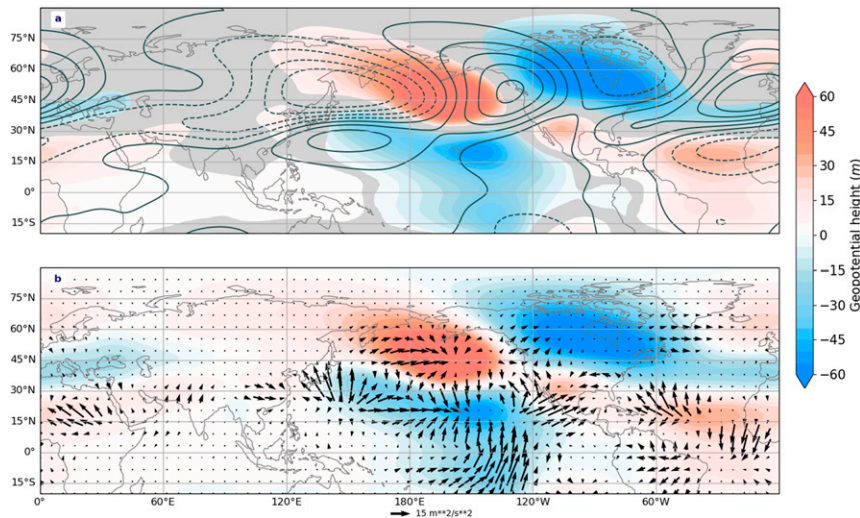 a
75°N
60°N
45°N
30°N
15°N
0°
15°S
b
75°N
60°N
45°N
30°N
15°N
0°
15°S
0°
60°E
120°E
180°W
120°W
60°W
15 m**2/s**2
60
45
30
15
0
−15
−30
−45
−60
Geopotential height (m)